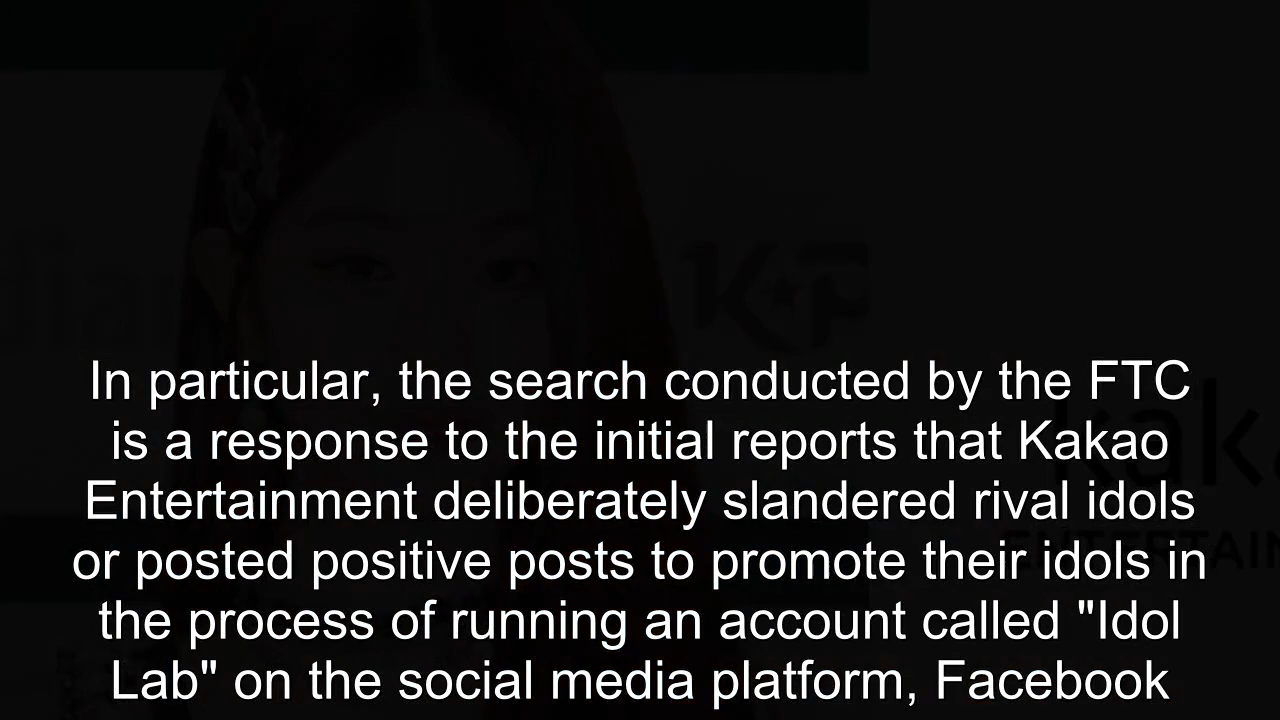 In particular, the search conducted by the FTC
is a response to the initial reports that Kakao
Entertainment deliberately slandered rival idols
or posted positive posts to promote their idols in
the process of running an account called "Idol
Lab" on the social media platform, Facebook